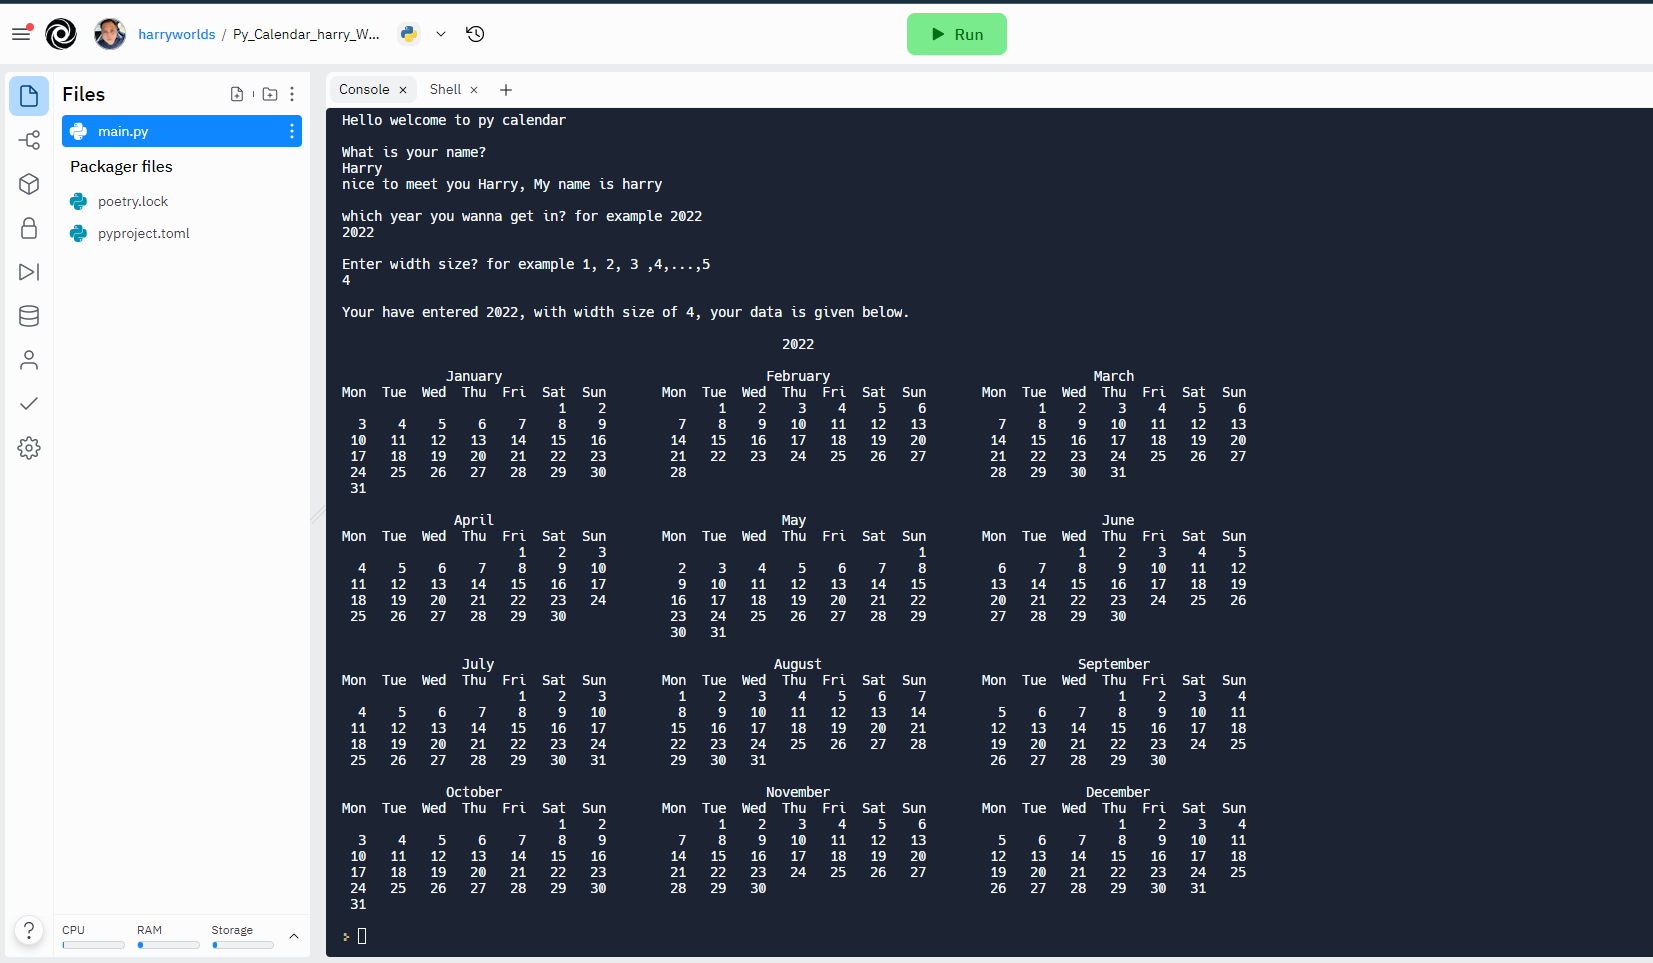 harryworlds / Py_Calendar_harry_W...
Run
Files
main.py
Packager files
poetry.lock
pyproject.toml
CPU RAM Storage
?
Console × Shell × +
Hello welcome to py calendar
What is your name?
Harry
nice to meet you Harry, My name is harry
which year you wanna get in? for example 2022
2022
Enter width size? for example 1, 2, 3 ,4,...,5
4
Your have entered 2022, with width size of 4, your data is given below.
2022
January February March
Mon Tue Wed Thu Fri Sat Sun Mon Tue Wed Thu Fri Sat Sun Mon Tue Wed Thu Fri Sat Sun
1 2 1 2 3 4 5 6 1 2 3 4 5 6
3 4 5 6 7 8 9 7 8 9 10 11 12 13 7 8 9 10 11 12 13
10 11 12 13 14 15 16 14 15 16 17 18 19 20 14 15 16 17 18 19 20
17 18 19 20 21 22 23 21 22 23 24 25 26 27 21 22 23 24 25 26 27
24 25 26 27 28 29 30 28 28 29 30 31
31
April May June
Mon Tue Wed Thu Fri Sat Sun Mon Tue Wed Thu Fri Sat Sun Mon Tue Wed Thu Fri Sat Sun
1 2 3 1 1 2 3 4 5
4 5 6 7 8 9 10 2 3 4 5 6 7 8 6 7 8 9 10 11 12
11 12 13 14 15 16 17 9 10 11 12 13 14 15 13 14 15 16 17 18 19
18 19 20 21 22 23 24 16 17 18 19 20 21 22 20 21 22 23 24 25 26
25 26 27 28 29 30 23 24 25 26 27 28 29 27 28 29 30
30 31
July August September
Mon Tue Wed Thu Fri Sat Sun Mon Tue Wed Thu Fri Sat Sun Mon Tue Wed Thu Fri Sat Sun
1 2 3 1 2 3 4 5 6 7 1 2 3 4
4 5 6 7 8 9 10 8 9 10 11 12 13 14 5 6 7 8 9 10 11
11 12 13 14 15 16 17 15 16 17 18 19 20 21 12 13 14 15 16 17 18
18 19 20 21 22 23 24 22 23 24 25 26 27 28 19 20 21 22 23 24 25
25 26 27 28 29 30 31 29 30 31 26 27 28 29 30
October November December
Mon Tue Wed Thu Fri Sat Sun Mon Tue Wed Thu Fri Sat Sun Mon Tue Wed Thu Fri Sat Sun
1 2 1 2 3 4 5 6 1 2 3 4
3 4 5 6 7 8 9 7 8 9 10 11 12 13 5 6 7 8 9 10 11
10 11 12 13 14 15 16 14 15 16 17 18 19 20 12 13 14 15 16 17 18
17 18 19 20 21 22 23 21 22 23 24 25 26 27 19 20 21 22 23 24 25
24 25 26 27 28 29 30 28 29 30 26 27 28 29 30 31
31